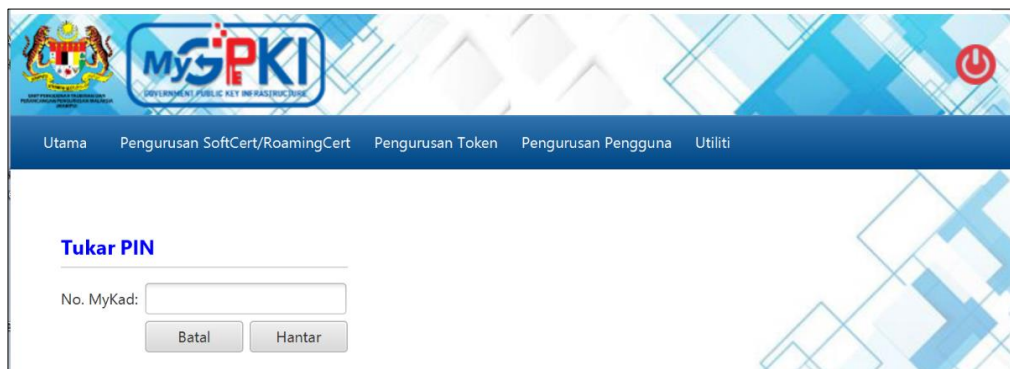 MyGPKI
GOVERNMENT PUBLIC KEY INFRASTRUCTURE
Utama Pengurusan SoftCert/RoamingCert Pengurusan Token Pengurusan Pengguna Utiliti
Tukar PIN
No. MyKad:
Batal Hantar